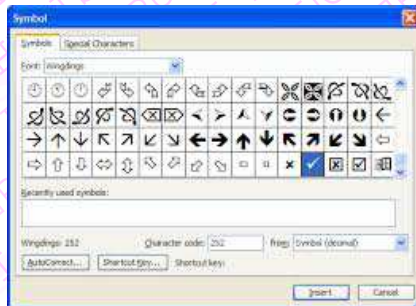 Symbol
Symbols Special Characters
Font: Wingdings
Recently used symbols:
Wingdings: 252 Character code: 252 from: Symbol (decimal)
AutoCorrect... Shortcut Key... Shortcut key:
Insert Cancel